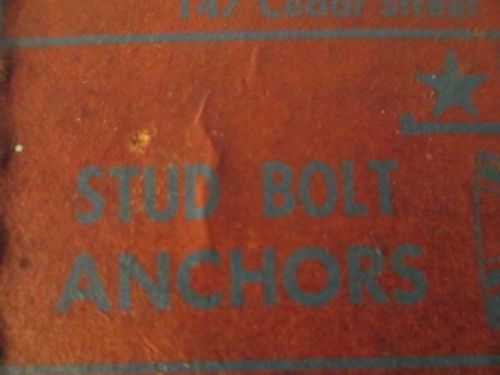 147 Cedar Street
STUD BOLT
ANCHORS